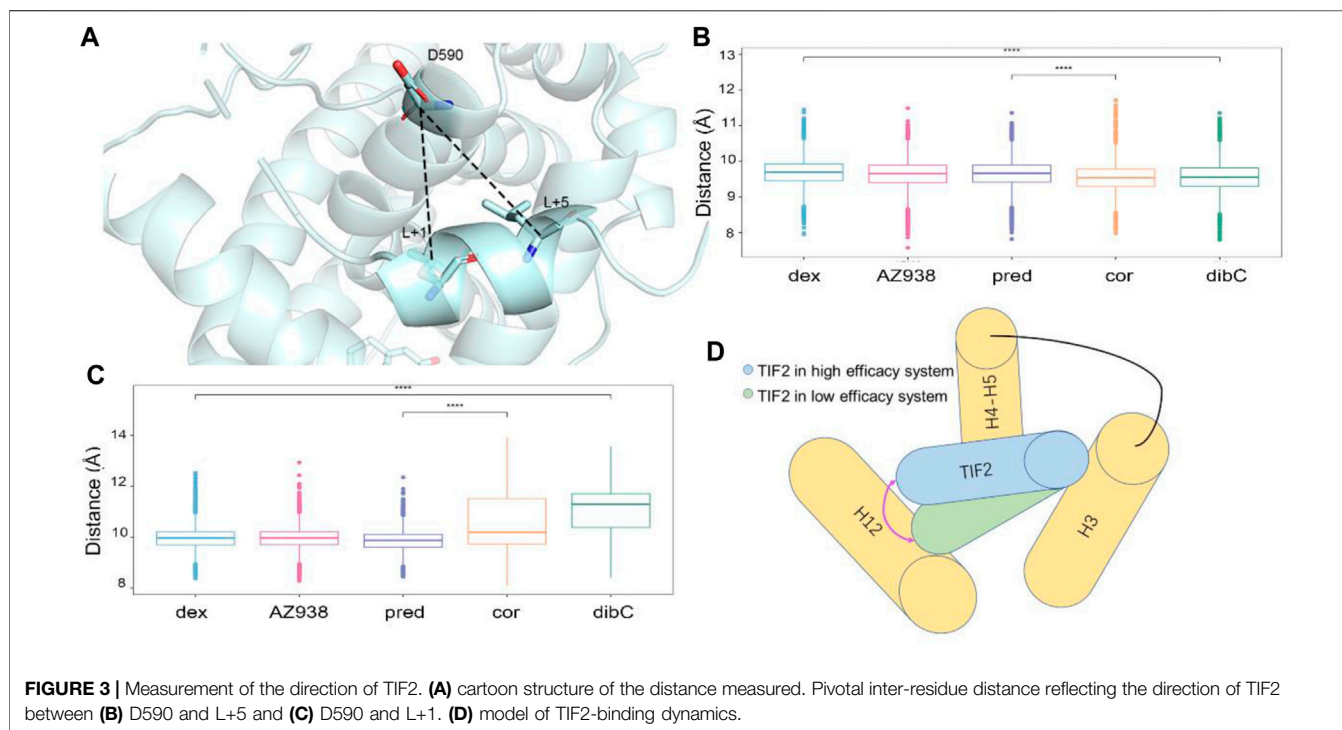 A
D590
L+5
L+1
B
Distance (Å)
13
12
11
10
9
8
****
****
dex
AZ938
pred
cor
dibC
C
Distance (Å)
14
12
10
8
****
****
dex
AZ938
pred
cor
dibC
D
TIF2 in high efficacy system
TIF2 in low efficacy system
H4-H5
TIF2
H12
H3
FIGURE 3 | Measurement of the direction of TIF2. (A) cartoon structure of the distance measured. Pivotal inter-residue distance reflecting the direction of TIF2
between (B) D590 and L+5 and (C) D590 and L+1. (D) model of TIF2-binding dynamics.